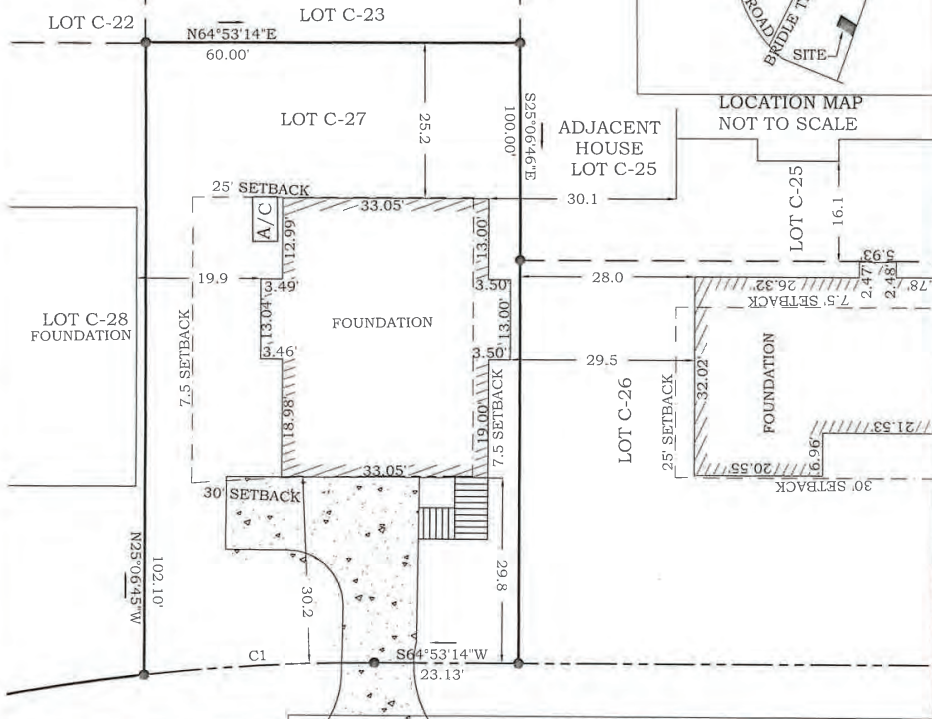 LOT C-22
LOT C-23
N64°53'14"E
60.00'
ROAD
SITE
LOCATION MAP
NOT TO SCALE
LOT C-27
25.2
S25°06'46"E
100.00'
ADJACENT
HOUSE
LOT C-25
LOT C-25
16.1
25' SETBACK
33.05'
30.1
A/C
12.99'
13.00'
5.93'
19.9
3.49'
3.50'
28.0
26.32'
2.47'
2.48'
.78'
7.5' SETBACK
LOT C-28
FOUNDATION
13.04'
FOUNDATION
13.00'
7.5 SETBACK
3.46'
3.50'
29.5
32.02'
FOUNDATION
LOT C-26
25' SETBACK
18.98'
19.00'
7.5 SETBACK
21.53'
6.96'
33.05'
20.55'
30' SETBACK
30' SETBACK
N25°06'45"W
102.10'
30.2
29.8
C1
S64°53'14"W
23.13'